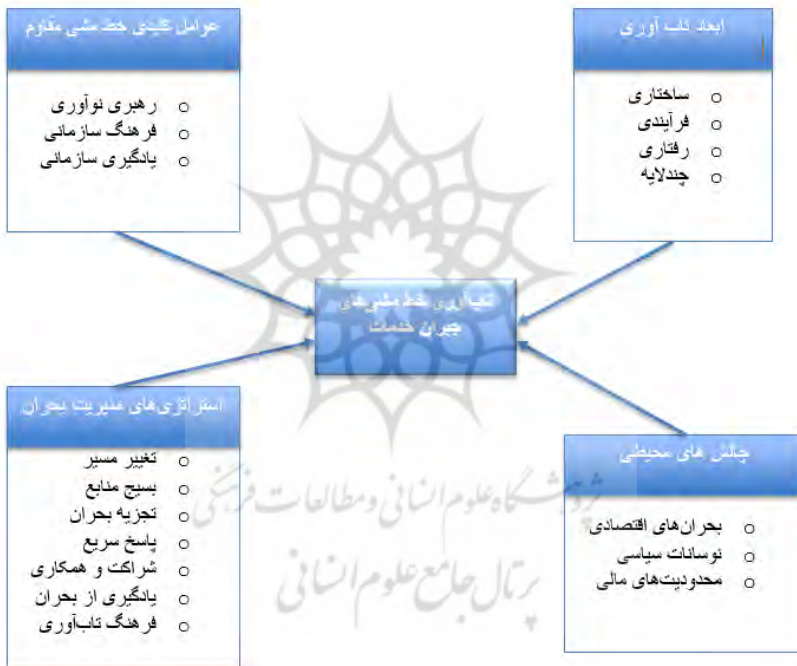 ابعاد تاب آوری
ساختاری
فرآیندی
رفتاری
چندلایه
عوامل کلیدی خط مشی مقاوم
رهبری نوآوری
فرهنگ سازمانی
یادگیری سازمانی
تاب‌آوری خط مشی‌های
جبران خدمات
چالش های محیطی
بحران‌های اقتصادی
نوسانات سیاسی
محدودیت‌های مالی
استراتژی‌های مدیریت بحران
تغییر مسیر
بسیج منابع
تجزیه بحران
پاسخ سریع
شراکت و همکاری
یادگیری از بحران
فرهنگ تاب‌آوری
پژوهشگاه علوم انسانی و مطالعات فرهنگی
پرتال جامع علوم انسانی